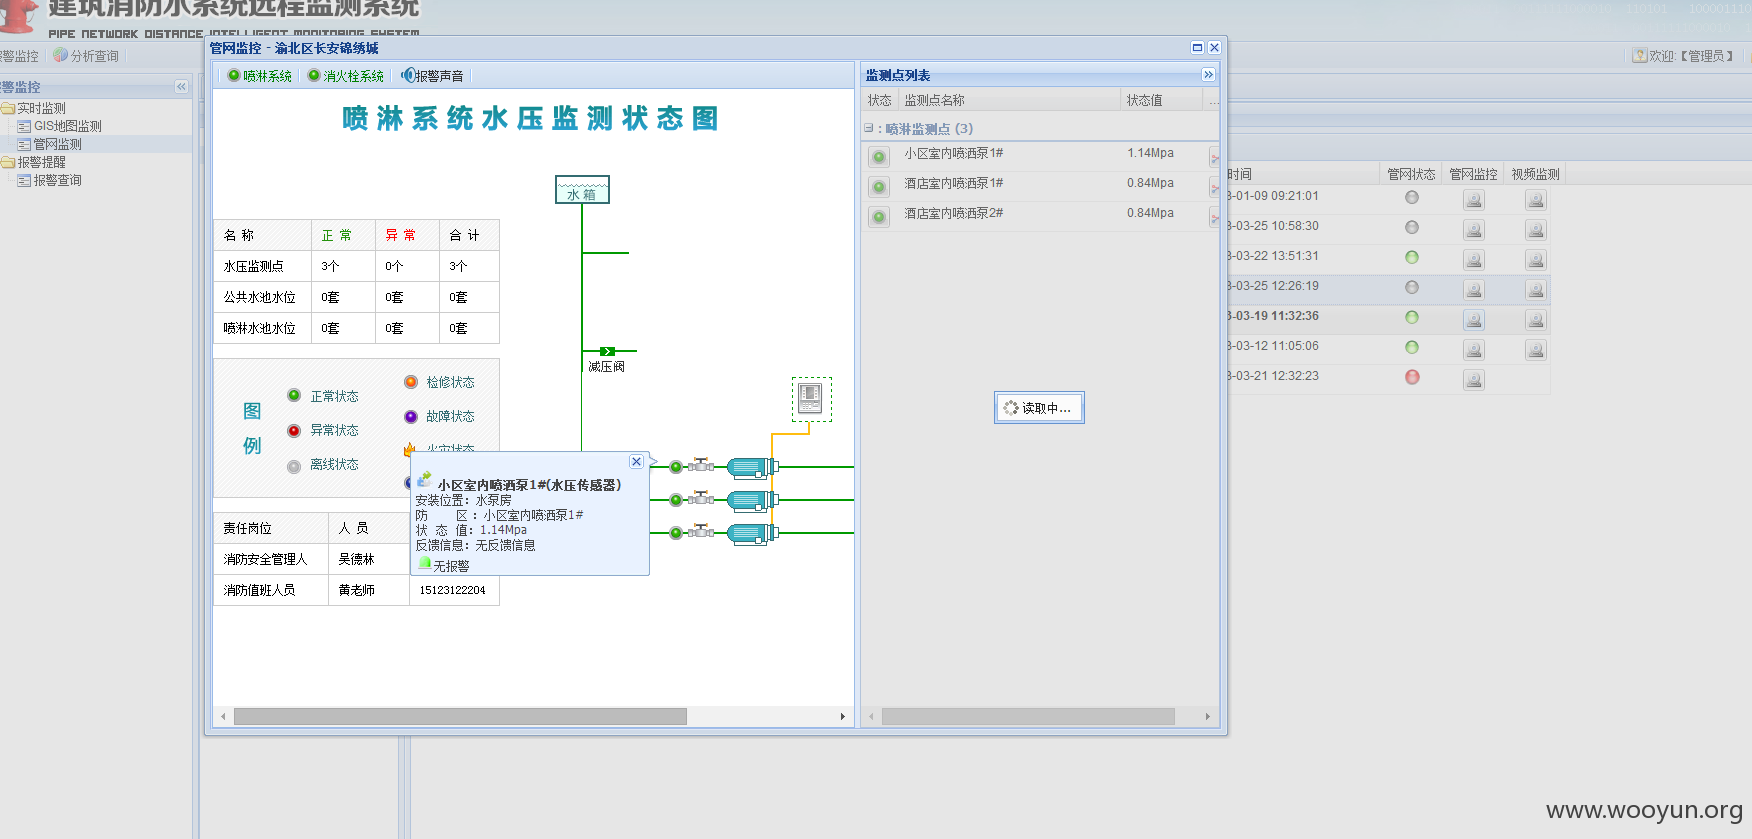 建筑消防水系统远程监测系统
PIPE NETWORK DISTANCE INTELLIGENT MONITORING SYSTEM
警监控 分析查询
欢迎:【管理员】
警监控
实时监测
GIS地图监测
管网监测
报警提醒
报警查询
管网监控 - 渝北区长安锦绣城
喷淋系统 消火栓系统 报警声音
喷淋系统水压监测状态图
水箱
减压阀
名 称 正 常 异 常 合 计
水压监测点 3个 0个 3个
公共水池水位 0套 0套 0套
喷淋水池水位 0套 0套 0套
图例
正常状态
异常状态
离线状态
检修状态
故障状态
火灾状态
责任岗位 人 员
消防安全管理人 吴德林
消防值班人员 黄老师 15123122204
小区室内喷洒泵1#(水压传感器)
安装位置: 水泵房
防 区: 小区室内喷洒泵1#
状 态 值: 1.14Mpa
反馈信息: 无反馈信息
无报警
监测点列表
状态 监测点名称 状态值 ...
: 喷淋监测点 (3)
小区室内喷洒泵1# 1.14Mpa
酒店室内喷洒泵1# 0.84Mpa
酒店室内喷洒泵2# 0.84Mpa
读取中...
时间 管网状态 管网监控 视频监测
3-01-09 09:21:01
3-03-25 10:58:30
3-03-22 13:51:31
3-03-25 12:26:19
3-03-19 11:32:36
3-03-12 11:05:06
3-03-21 12:32:23
www.wooyun.org